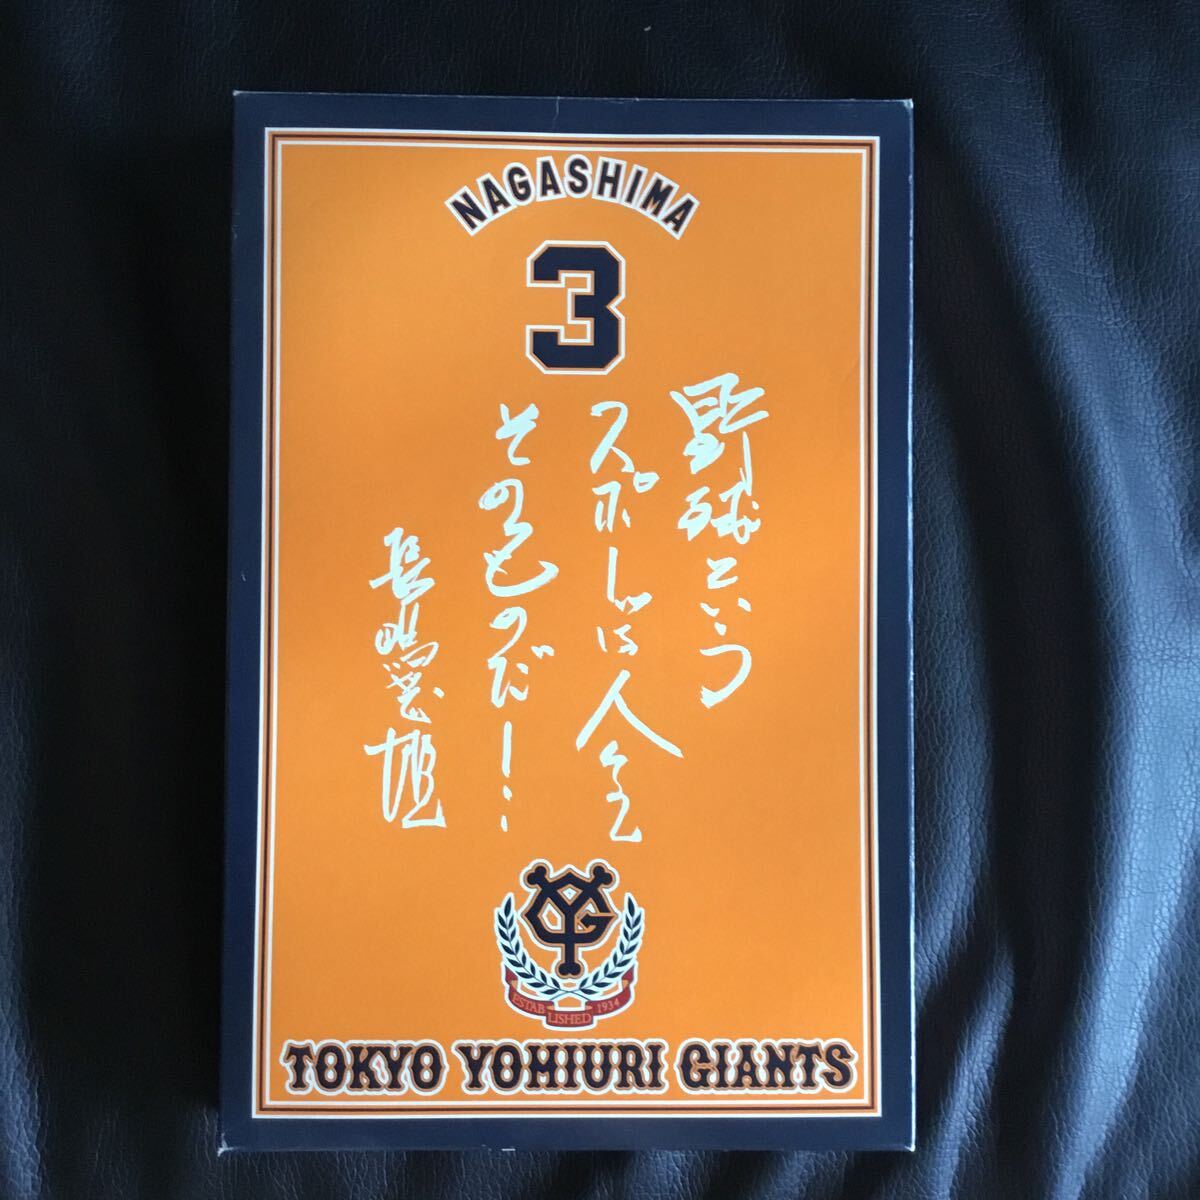 NAGASHIMA
3
野球という
スポーツは人生
そのものだ!…
長嶋茂雄
YG
ESTABLISHED 1934
TOKYO YOMIURI GIANTS